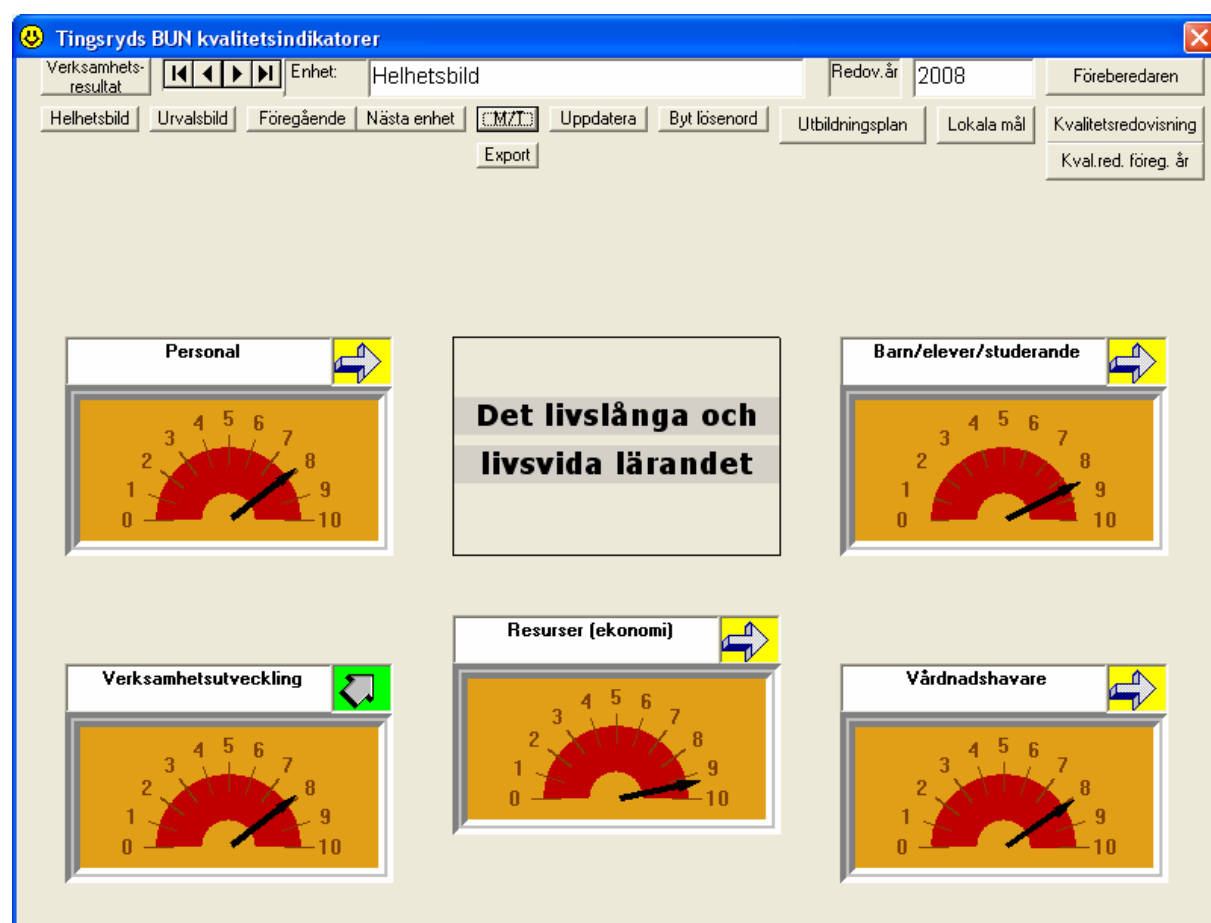 Tingsryds BUN kvalitetsindikatorer
Verksamhets-
resultat
Enhet:
Helhetsbild
Redov.år
2008
Föreberedaren
Helhetsbild
Urvalsbild
Föregående
Nästa enhet
M/T
Uppdatera
Byt lösenord
Utbildningsplan
Lokala mål
Kvalitetsredovisning
Export
Kval.red. föreg. år
Personal
0 1 2 3 4 5 6 7 8 9 10
Det livslånga och
livsvida lärandet
Barn/elever/studerande
0 1 2 3 4 5 6 7 8 9 10
Verksamhetsutveckling
0 1 2 3 4 5 6 7 8 9 10
Resurser (ekonomi)
0 1 2 3 4 5 6 7 8 9 10
Vårdnadshavare
0 1 2 3 4 5 6 7 8 9 10